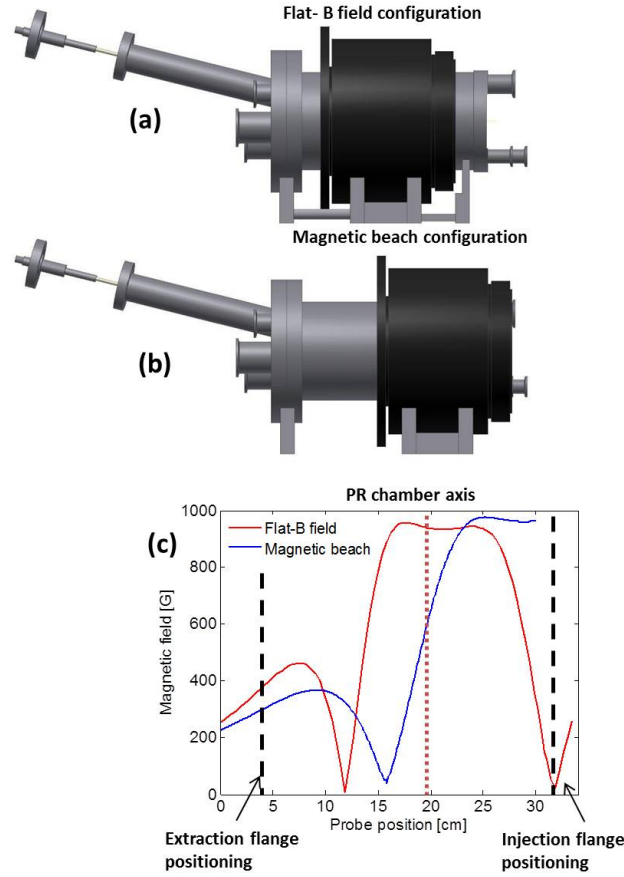 Flat- B field configuration
(a)
Magnetic beach configuration
(b)
PR chamber axis
(c)
Flat-B field
Magnetic beach
Magnetic field [G]
1000
800
600
400
200
0
0 5 10 15 20 25 30
Probe position [cm]
Extraction flange
positioning
Injection flange
positioning